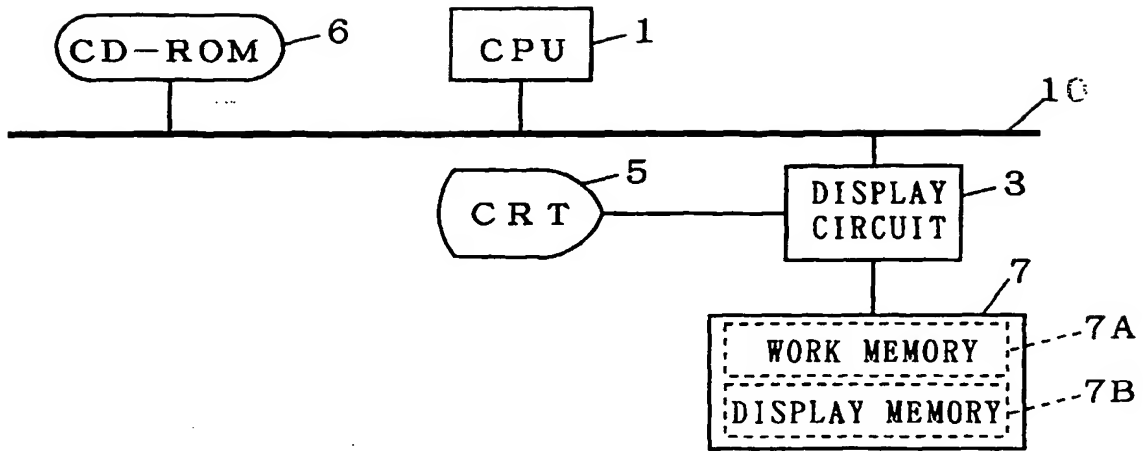 CD-ROM 6
CPU 1
10
CRT 5
DISPLAY CIRCUIT 3
7
WORK MEMORY 7A
DISPLAY MEMORY 7B